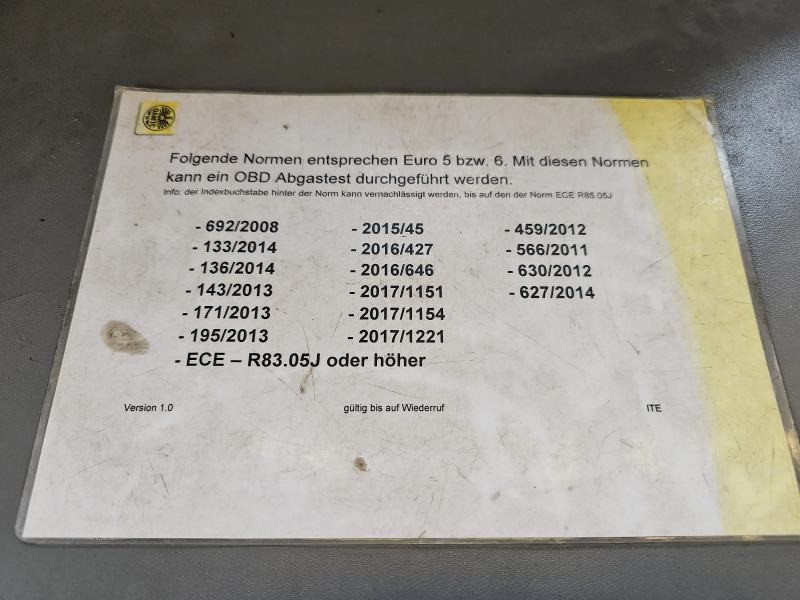 ÖAMTC
Folgende Normen entsprechen Euro 5 bzw. 6. Mit diesen Normen
kann ein OBD Abgastest durchgeführt werden.
Info: der Indexbuchstabe hinter der Norm kann vernachlässigt werden, bis auf den der Norm ECE R85.05J
- 692/2008 - 2015/45 - 459/2012
- 133/2014 - 2016/427 - 566/2011
- 136/2014 - 2016/646 - 630/2012
- 143/2013 - 2017/1151 - 627/2014
- 171/2013 - 2017/1154
- 195/2013 - 2017/1221
- ECE – R83.05J oder höher
Version 1.0 gültig bis auf Wiederruf ITE